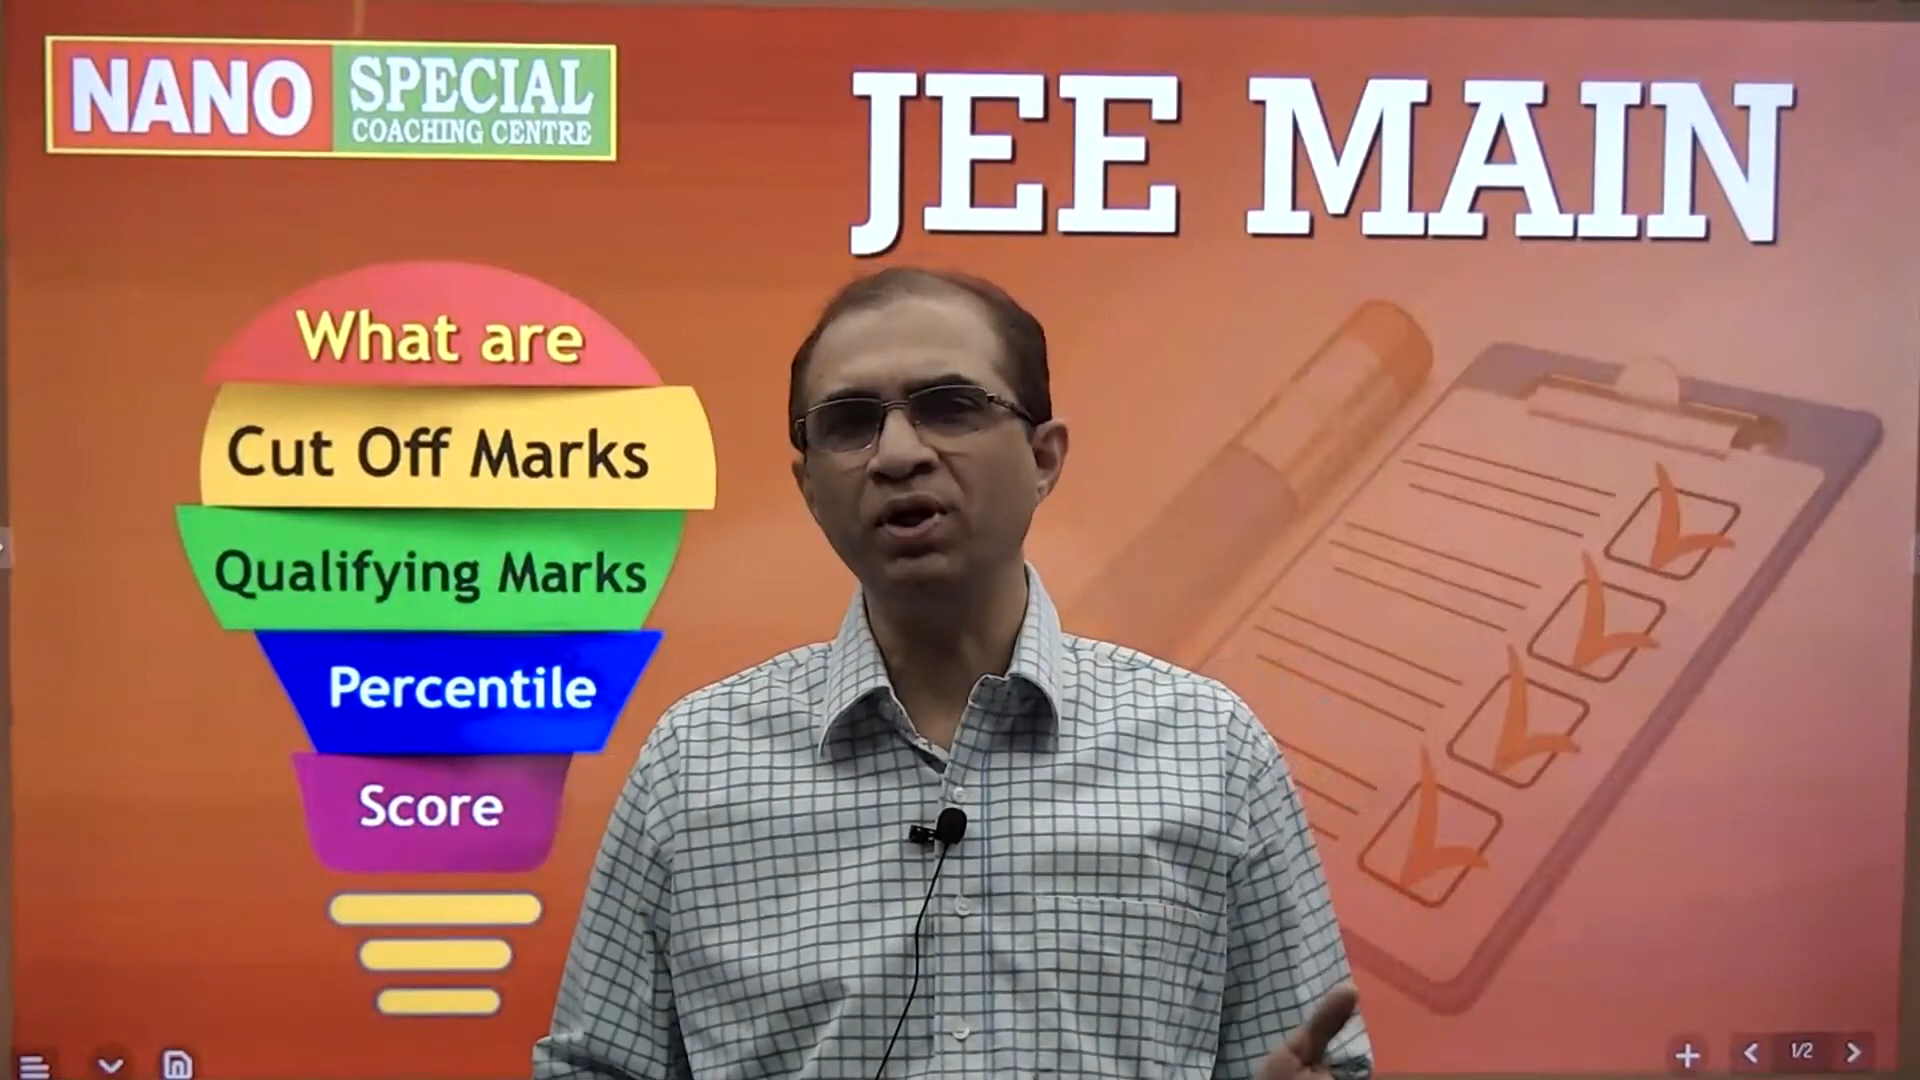 NANO
SPECIAL
COACHING CENTRE
JEE MAIN
What are
Cut Off Marks
Qualifying Marks
Percentile
Score
1/2